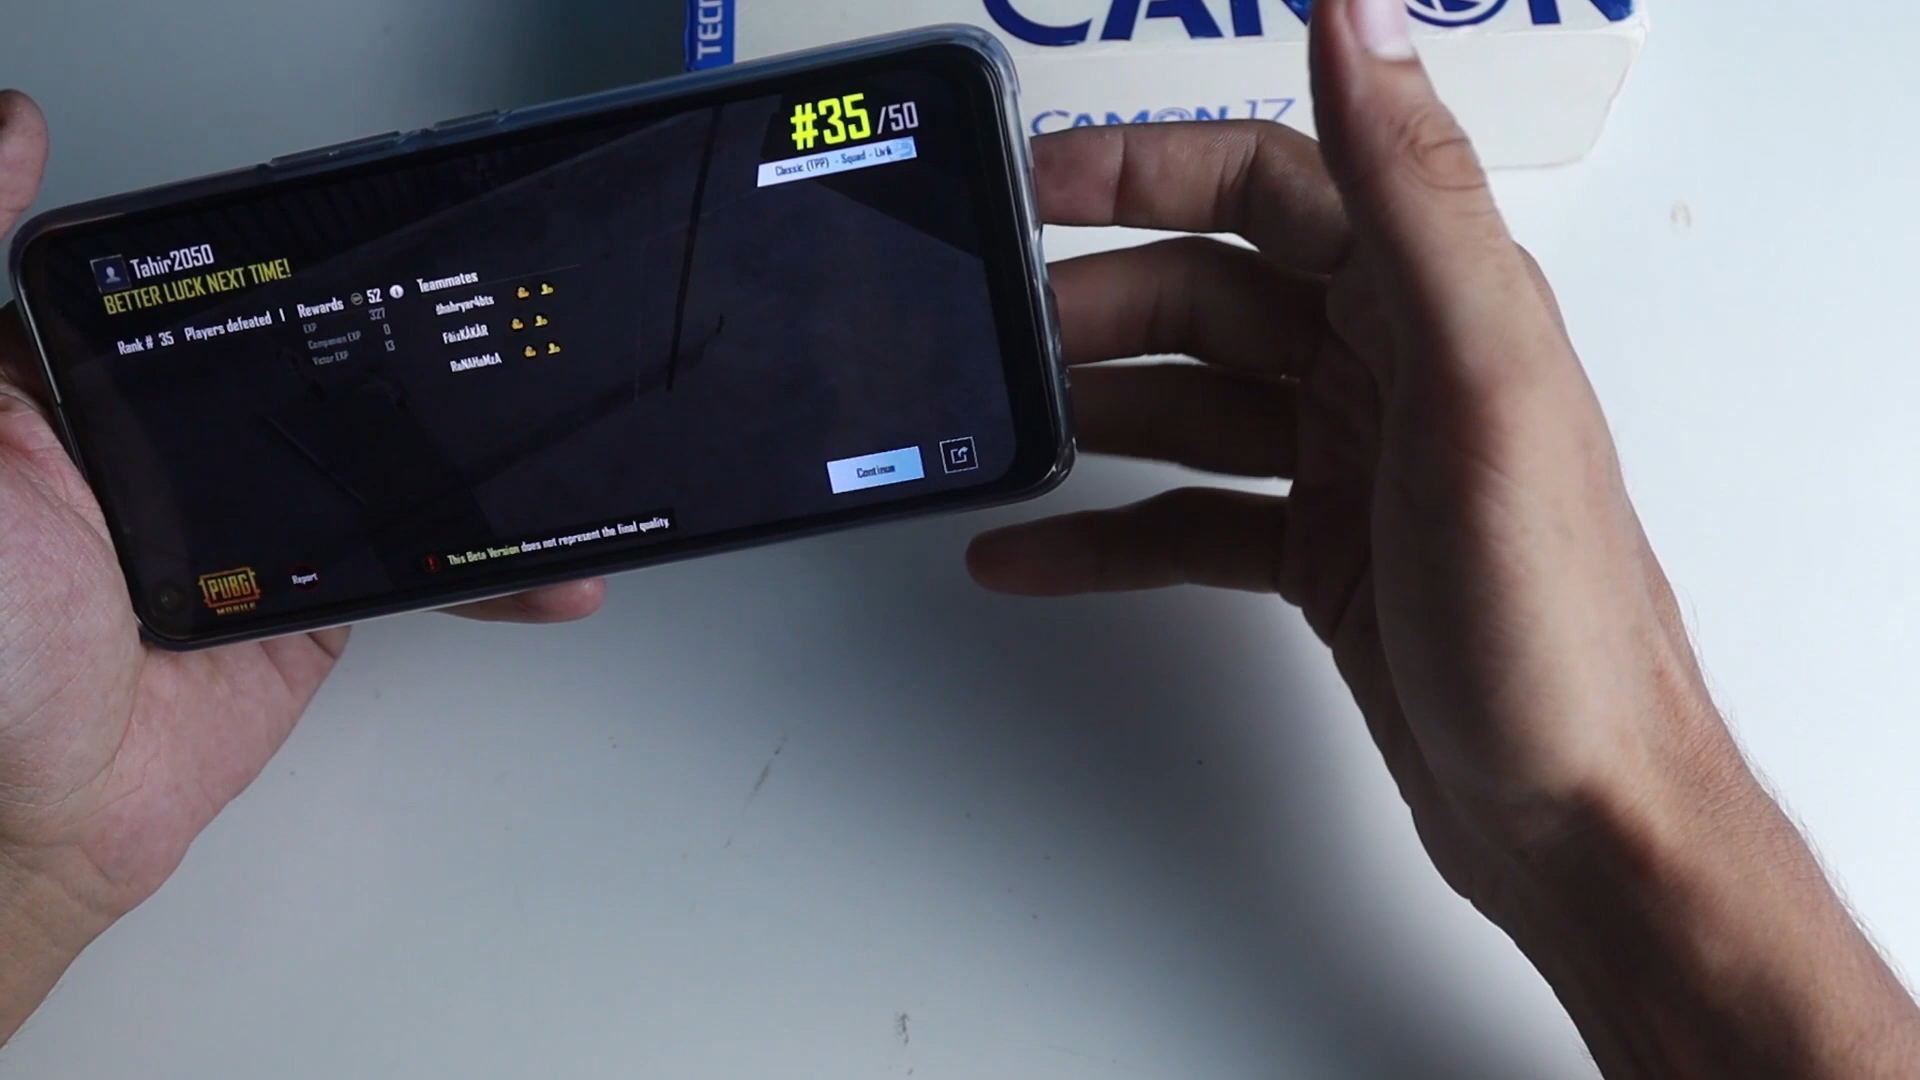 TECN
CAMON
CAMON 17
#35/50
Classic (TPP) - Squad - Livik
Tahir2050
BETTER LUCK NEXT TIME!
Rank # 35 Players defeated 1
Rewards 52
EXP 327
Companion EXP 0
Victor EXP 13
Teammates
FäizKÄKÄR
RaNAHaMzA
Continue
This Beta Version does not represent the final quality.
PUBG
MOBILE
Report